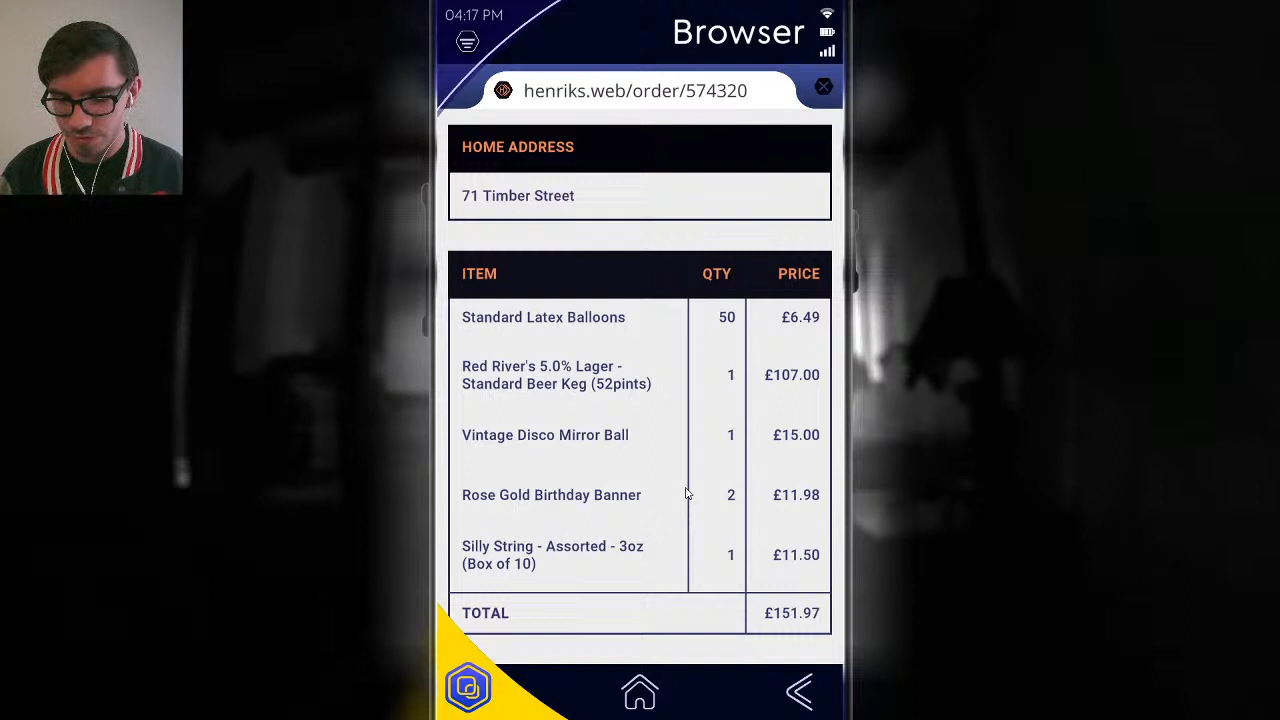 04:17 PM
Browser
henriks.web/order/574320
HOME ADDRESS
71 Timber Street
ITEM QTY PRICE
Standard Latex Balloons 50 £6.49
Red River's 5.0% Lager -
Standard Beer Keg (52pints) 1 £107.00
Vintage Disco Mirror Ball 1 £15.00
Rose Gold Birthday Banner 2 £11.98
Silly String - Assorted - 3oz
(Box of 10) 1 £11.50
TOTAL £151.97